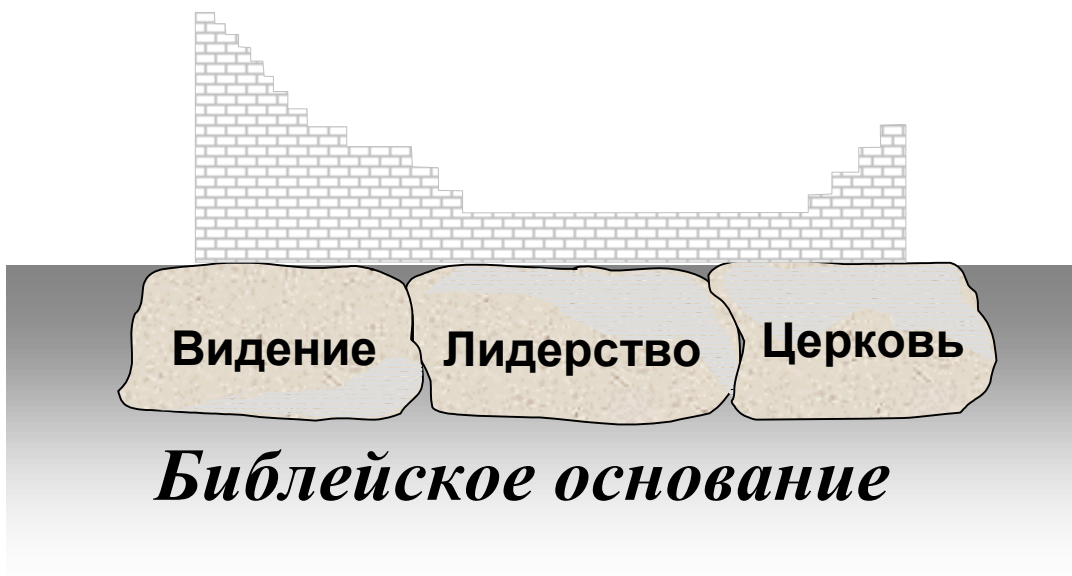 Видение
Лидерство
Церковь
Библейское основание